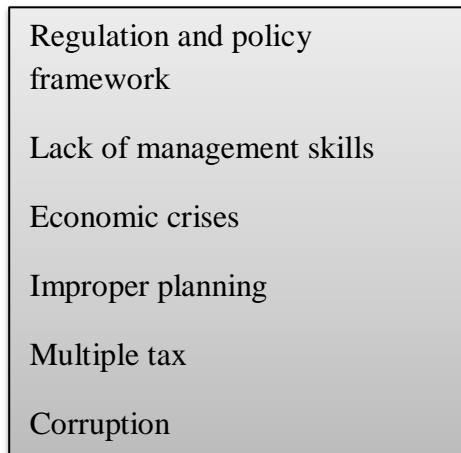 Regulation and policy
framework
Lack of management skills
Economic crises
Improper planning
Multiple tax
Corruption